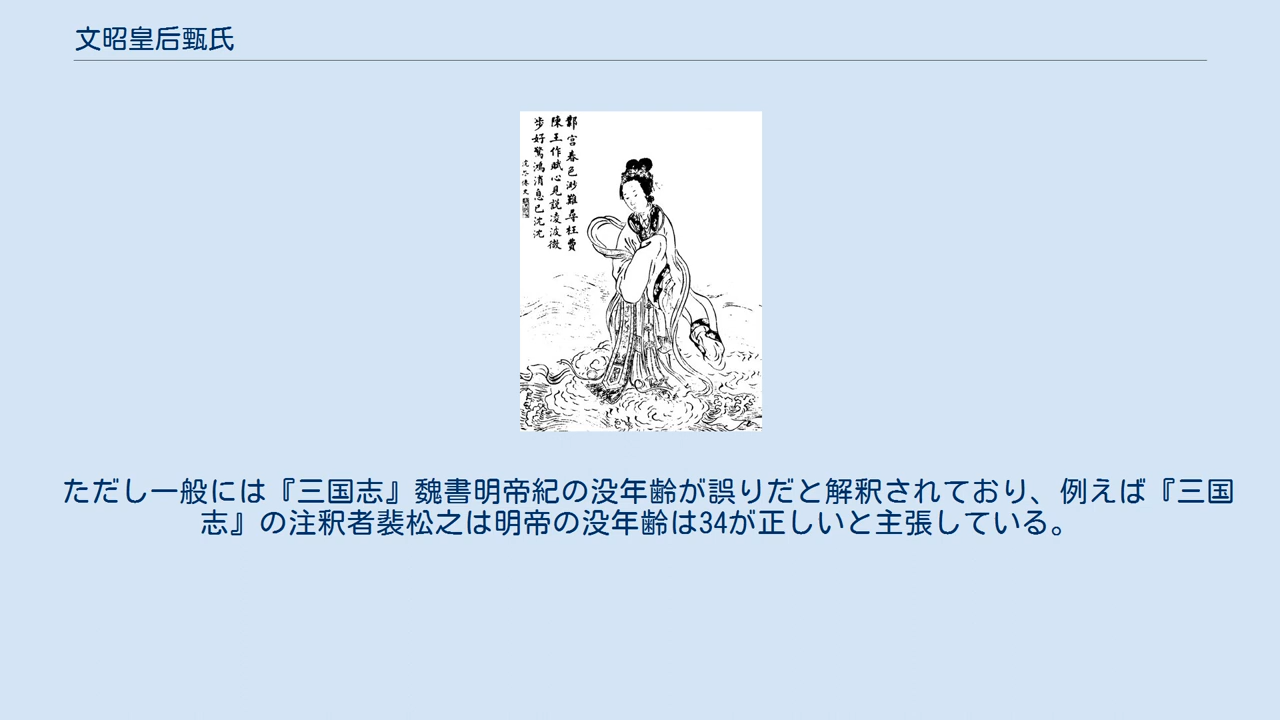 文昭皇后甄氏
鄴宮春色渺難尋枉費
陳王作賦心見說凌波微
步好驚鴻消息已沈沈
ただし一般には『三国志』魏書明帝紀の没年齢が誤りだと解釈されており、例えば『三国
志』の注釈者裴松之は明帝の没年齢は34が正しいと主張している。